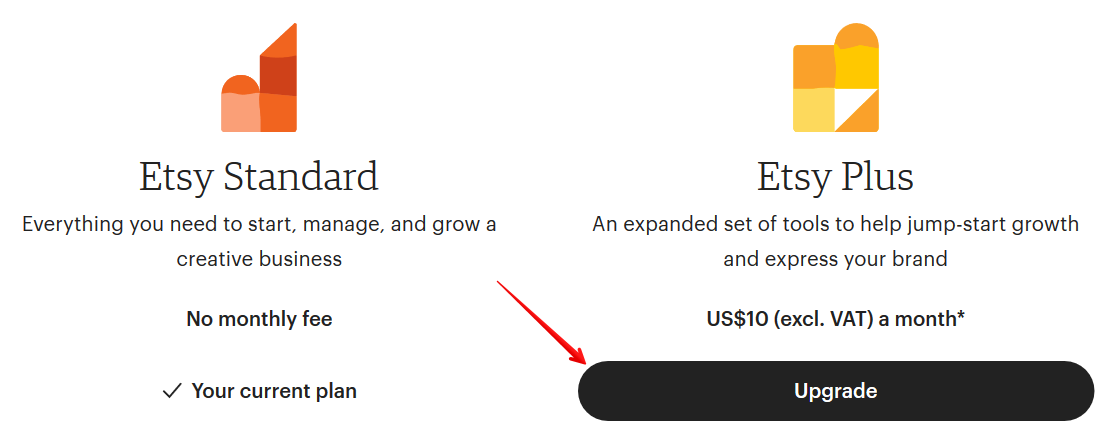 Etsy Standard
Everything you need to start, manage, and grow a
creative business
No monthly fee
Your current plan
Etsy Plus
An expanded set of tools to help jump-start growth
and express your brand
US$10 (excl. VAT) a month*
Upgrade